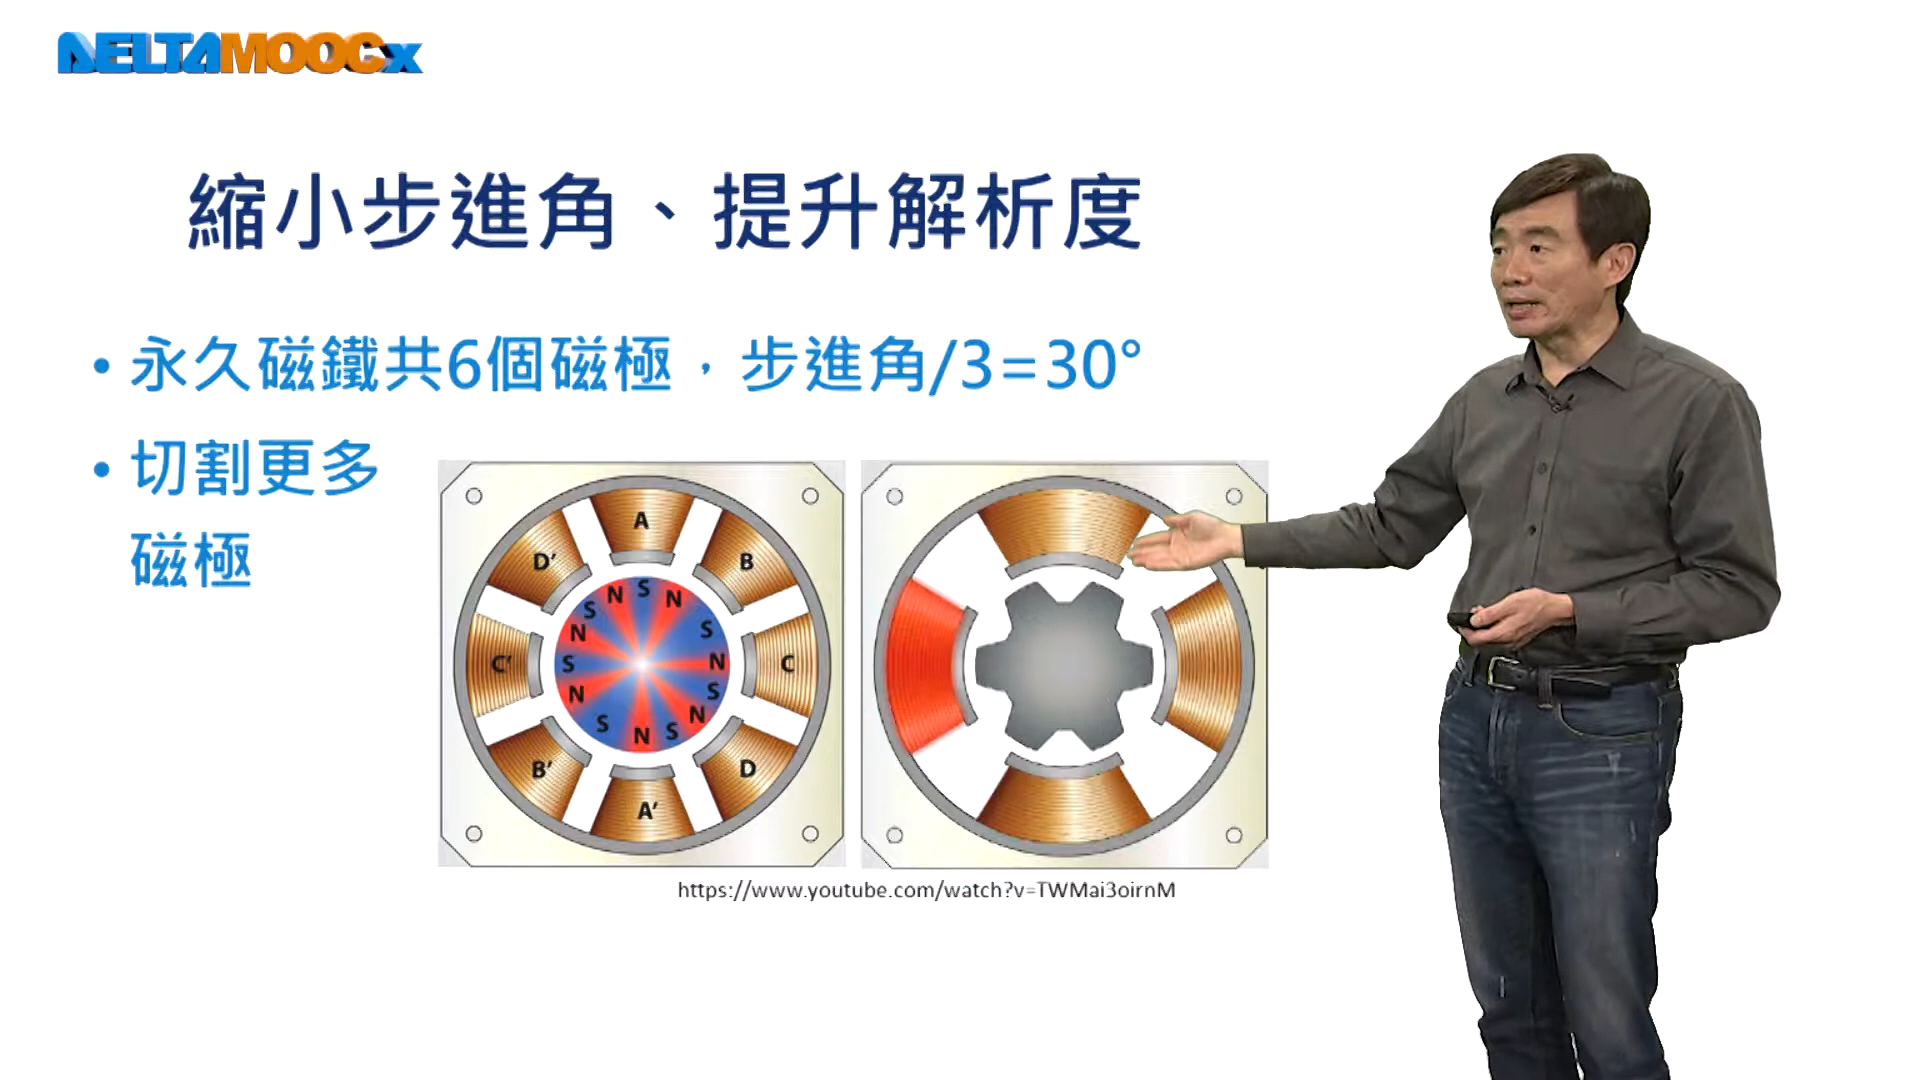 DELTAMOOCx
縮小步進角、提升解析度
• 永久磁鐵共6個磁極，步進角/3=30°
• 切割更多
磁極
A
B
C
D
A'
B'
C'
D'
S
N
S
N
S
N
S
N
S
N
S
N
S
N
https://www.youtube.com/watch?v=TWMai3oirnM